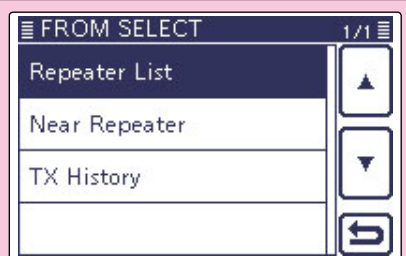 FROM SELECT 1/1
Repeater List
Near Repeater
TX History